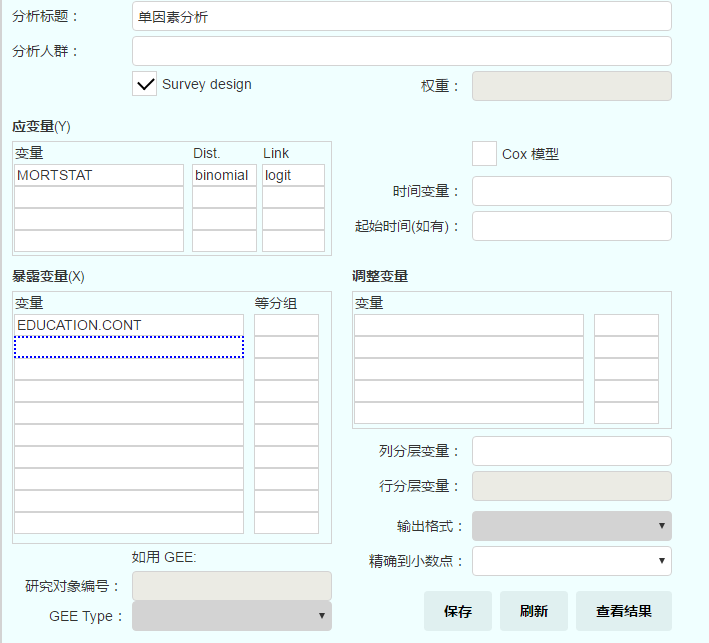 分析标题： 单因素分析
分析人群：
Survey design 权重：
应变量(Y)
变量 Dist. Link
MORTSTAT binomial logit
Cox 模型
时间变量：
起始时间(如有)：
暴露变量(X)
变量 等分组
EDUCATION.CONT
调整变量
变量
列分层变量：
行分层变量：
输出格式：
精确到小数点：
如用 GEE:
研究对象编号：
GEE Type：
保存 刷新 查看结果